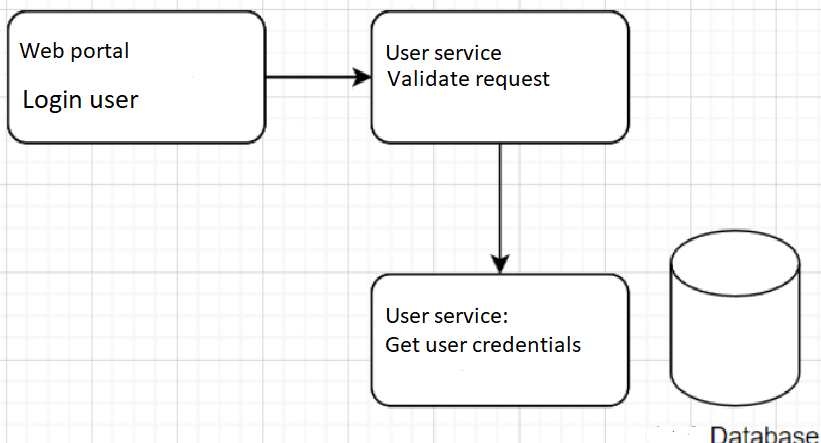 Web portal
Login user
User service
Validate request
User service:
Get user credentials
Database